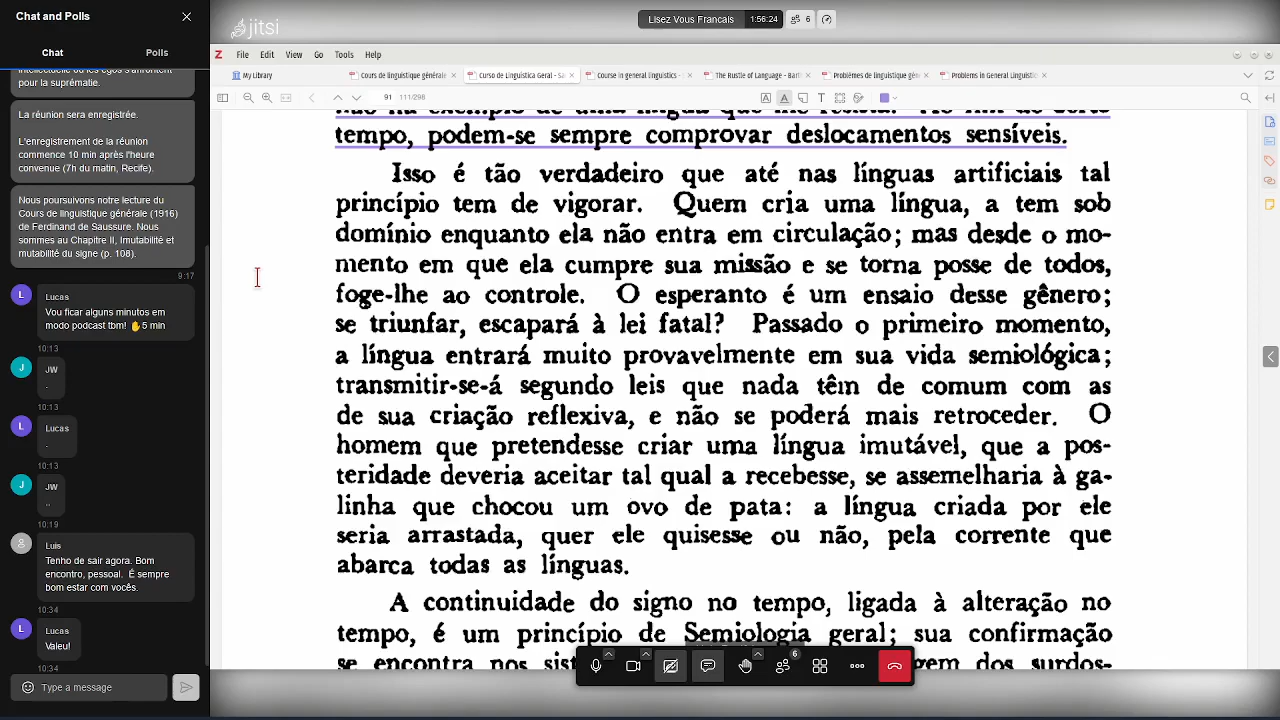 Chat and Polls
Chat
Polls
pour la suprématie.
La réunion sera enregistrée.
L'enregistrement de la réunion
commence 10 min après l'heure
convenue (7h du matin, Recife).
Nous poursuivons notre lecture du
Cours de linguistique générale (1916)
de Ferdinand de Saussure. Nous
sommes au Chapitre II, Imutabilité et
mutabilité du signe (p. 108).
9:17
L
Lucas
Vou ficar alguns minutos em
modo podcast tbm! ✋5 min
10:13
J
JW
.
10:13
L
Lucas
.
10:13
J
JW
..
10:19
Luis
Tenho de sair agora. Bom
encontro, pessoal. É sempre
bom estar com vocês.
10:34
L
Lucas
Valeu!
10:34
Type a message
jitsi
Lisez Vous Francais
1:56:24
6
Z
File Edit View Go Tools Help
My Library
Cours de linguistique générale
Curso de Linguística Geral - Sa
Course in general linguistics -
The Rustle of Language - Bart
Problèmes de linguistique gén
Problems in General Linguistic
91
111/298
tempo, podem-se sempre comprovar deslocamentos sensíveis.
Isso é tão verdadeiro que até nas línguas artificiais tal
princípio tem de vigorar. Quem cria uma língua, a tem sob
domínio enquanto ela não entra em circulação; mas desde o mo-
mento em que ela cumpre sua missão e se torna posse de todos,
foge-lhe ao controle. O esperanto é um ensaio desse gênero;
se triunfar, escapará à lei fatal? Passado o primeiro momento,
a língua entrará muito provavelmente em sua vida semiológica;
transmitir-se-á segundo leis que nada têm de comum com as
de sua criação reflexiva, e não se poderá mais retroceder. O
homem que pretendesse criar uma língua imutável, que a pos-
teridade deveria aceitar tal qual a recebesse, se assemelharia à ga-
linha que chocou um ovo de pata: a língua criada por ele
seria arrastada, quer ele quisesse ou não, pela corrente que
abarca todas as línguas.
A continuidade do signo no tempo, ligada à alteração no
tempo, é um princípio de Semiologia geral; sua confirmação
se encontra nos
dos surdos-
6